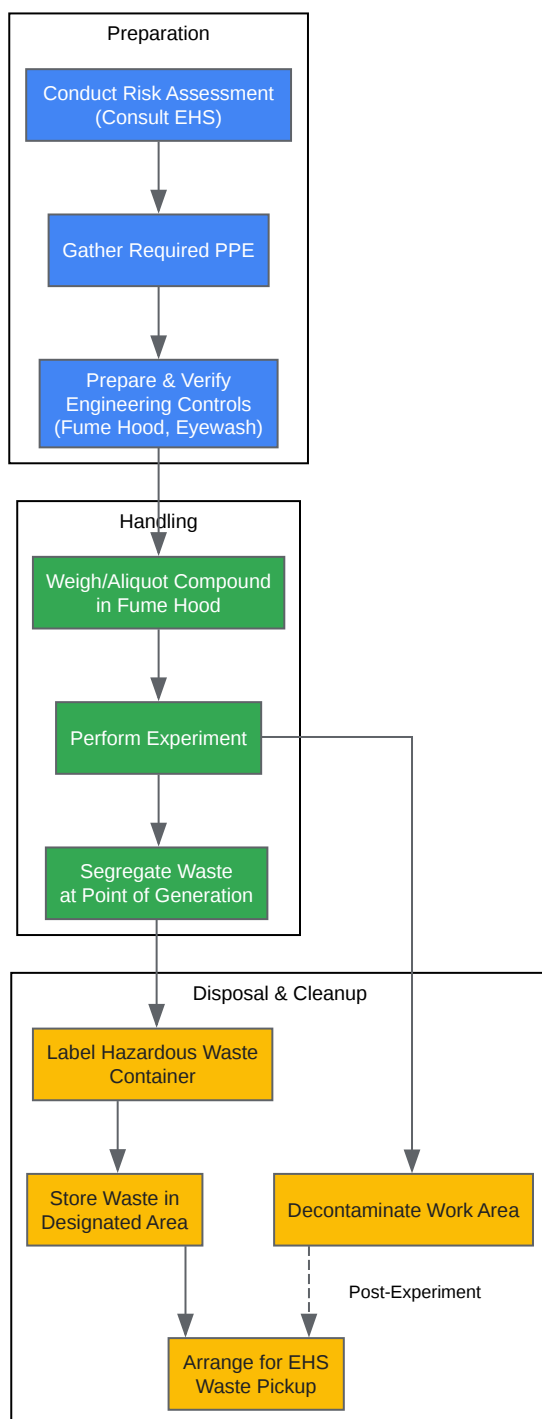 Preparation
Conduct Risk Assessment
(Consult EHS)
Gather Required PPE
Prepare & Verify
Engineering Controls
(Fume Hood, Eyewash)
Handling
Weigh/Aliquot Compound
in Fume Hood
Perform Experiment
Segregate Waste
at Point of Generation
Disposal & Cleanup
Label Hazardous Waste
Container
Store Waste in
Designated Area
Decontaminate Work Area
Post-Experiment
Arrange for EHS
Waste Pickup